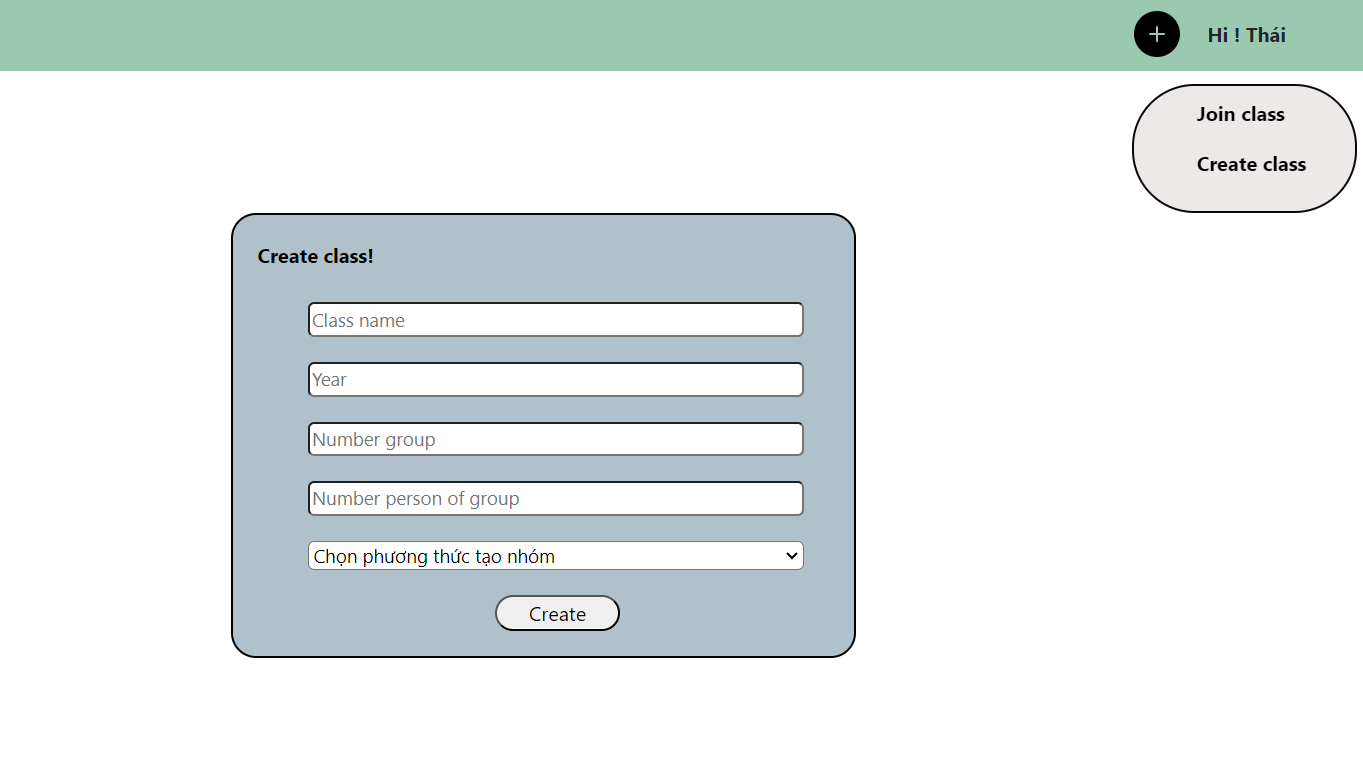 Hi ! Thái
Join class
Create class
Create class!
Class name
Year
Number group
Number person of group
Chọn phương thức tạo nhóm
Create